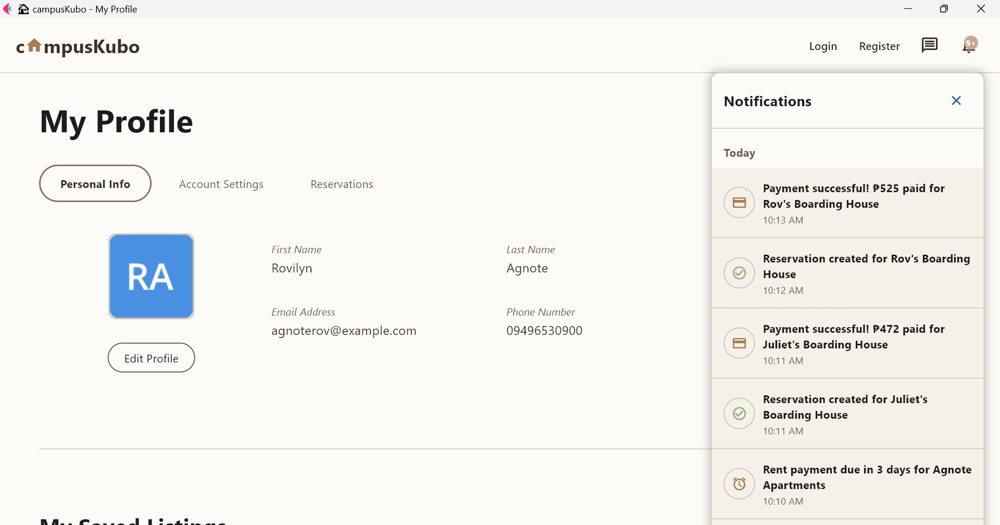 campusKubo - My Profile
c mpusKubo
Login
Register
9+
My Profile
Personal Info
Account Settings
Reservations
RA
Edit Profile
First Name
Rovilyn
Last Name
Agnote
Email Address
agnoterov@example.com
Phone Number
09496530900
My Saved Listings
Notifications
Today
Payment successful! ₱525 paid for
Rov's Boarding House
10:13 AM
Reservation created for Rov's Boarding
House
10:12 AM
Payment successful! ₱472 paid for
Juliet's Boarding House
10:11 AM
Reservation created for Juliet's
Boarding House
10:11 AM
Rent payment due in 3 days for Agnote
Apartments
10:10 AM